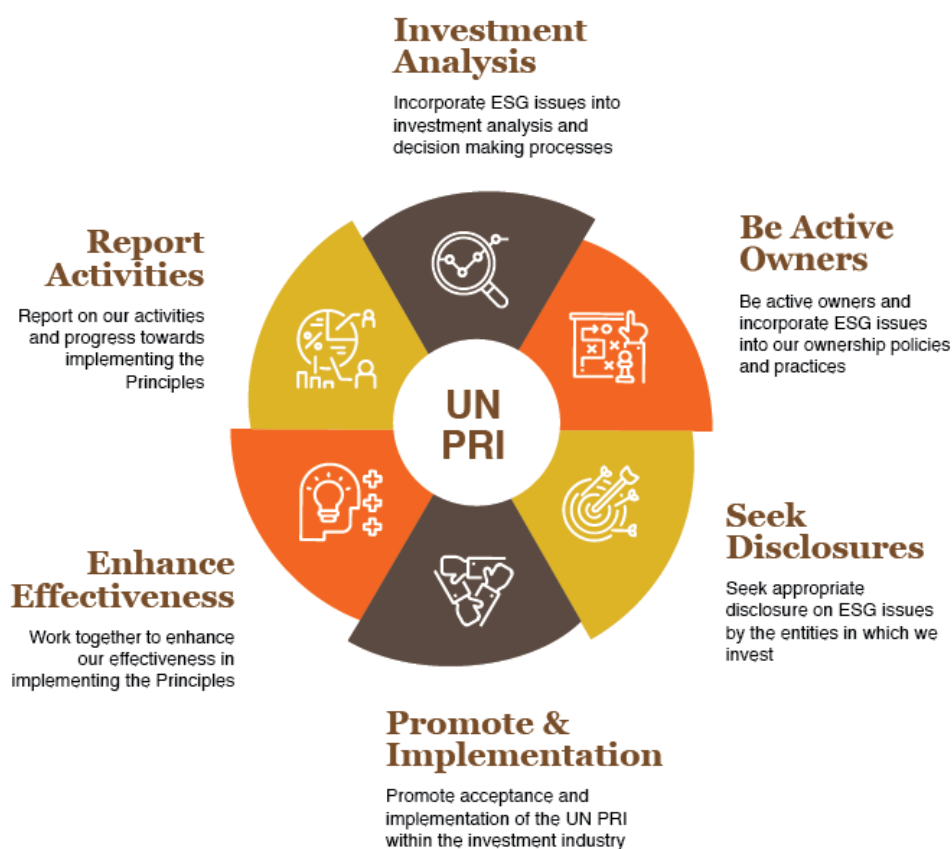 Investment
Analysis
Incorporate ESG issues into
investment analysis and
decision making processes
Be Active
Owners
Be active owners and
incorporate ESG issues
into our ownership policies
and practices
Seek
Disclosures
Seek appropriate
disclosure on ESG issues
by the entities in which we
invest
Promote &
Implementation
Promote acceptance and
implementation of the UN PRI
within the investment industry
Enhance
Effectiveness
Work together to enhance
our effectiveness in
implementing the Principles
Report
Activities
Report on our activities
and progress towards
implementing the
Principles
UN
PRI